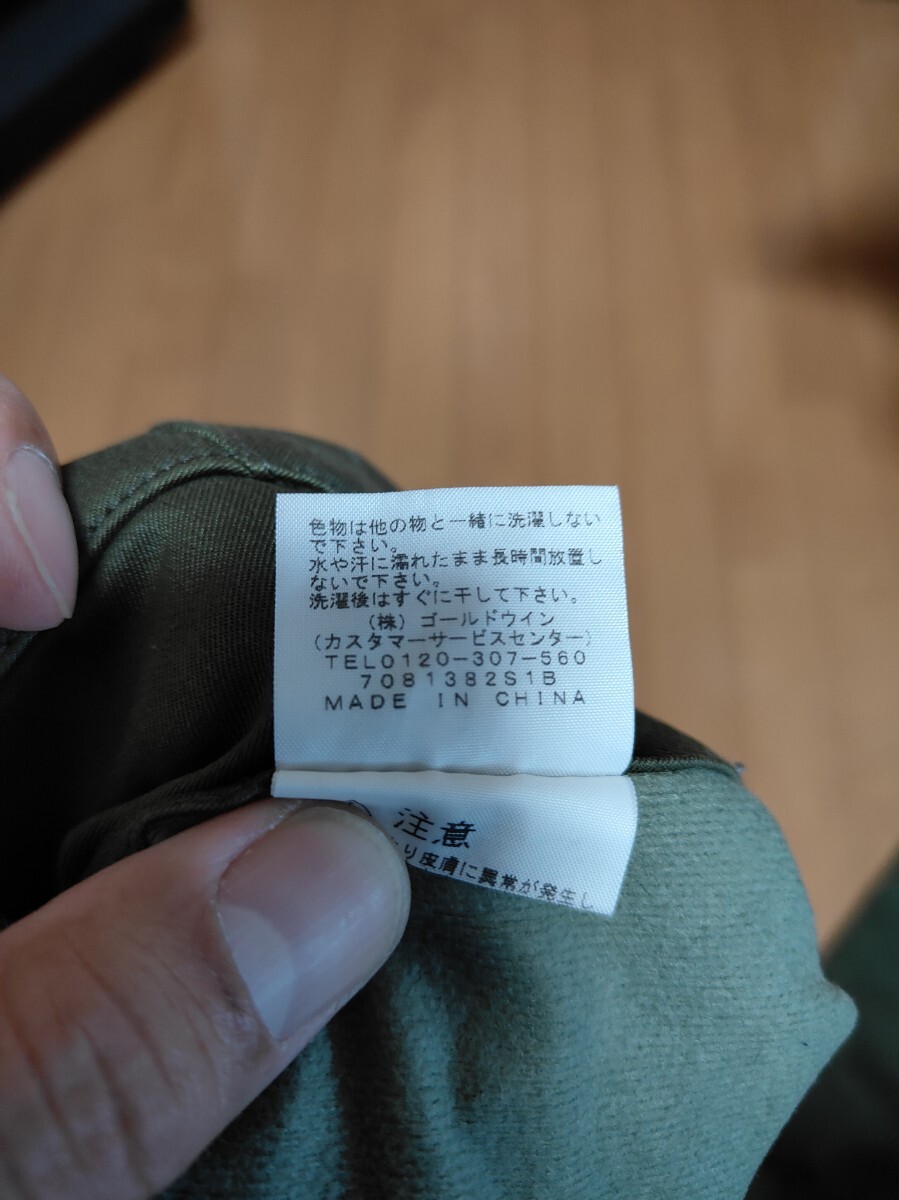 色物は他の物と一緒に洗濯しない
で下さい。
水や汗に濡れたまま長時間放置し
ないで下さい。
洗濯後はすぐに干して下さい。
(株)ゴールドウイン
(カスタマーサービスセンター)
TEL0120-307-560
7081382S1B
MADE IN CHINA
注意
り皮膚に異常が発生し